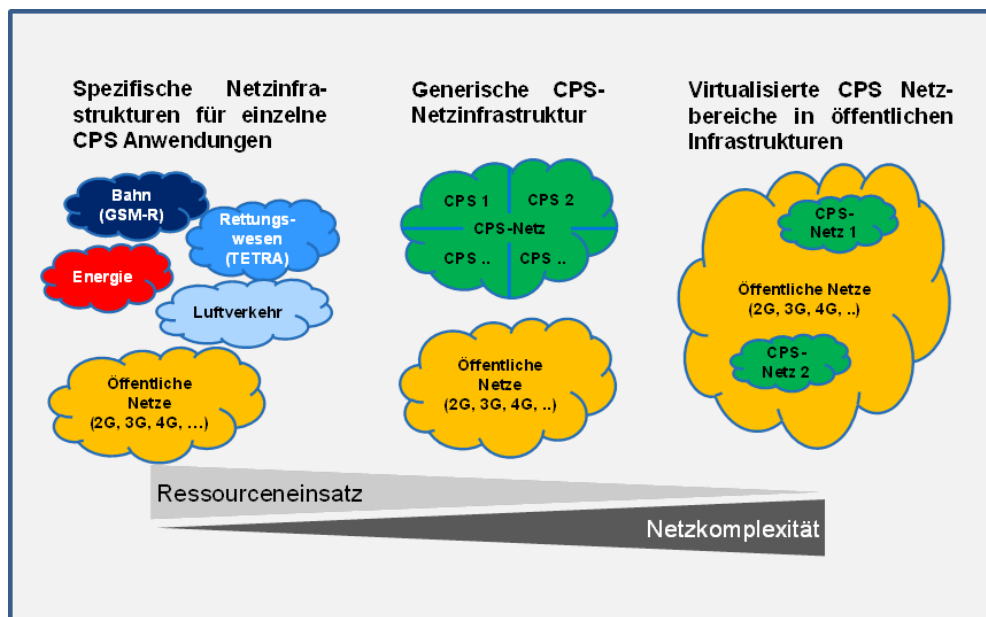 Spezifische Netzinfra-
strukturen für einzelne
CPS Anwendungen
Bahn
(GSM-R)
Rettungs-
wesen
(TETRA)
Energie
Luftverkehr
Öffentliche
Netze
(2G, 3G, 4G, ...)
Generische CPS-
Netzinfrastruktur
CPS 1
CPS 2
CPS-Netz
CPS ..
CPS ..
Öffentliche
Netze
(2G, 3G, 4G, ..)
Virtualisierte CPS Netz-
bereiche in öffentlichen
Infrastrukturen
CPS-
Netz 1
Öffentliche Netze
(2G, 3G, 4G, ..)
CPS-
Netz 2
Ressourceneinsatz
Netzkomplexität